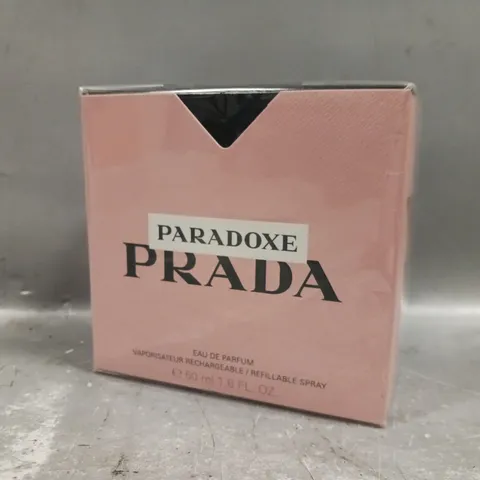 PARADOXE
PRADA
EAU DE PARFUM
VAPORISATEUR RECHARGEABLE / REFILLABLE SPRAY
℮ 50 ml 1.6 FL. OZ.